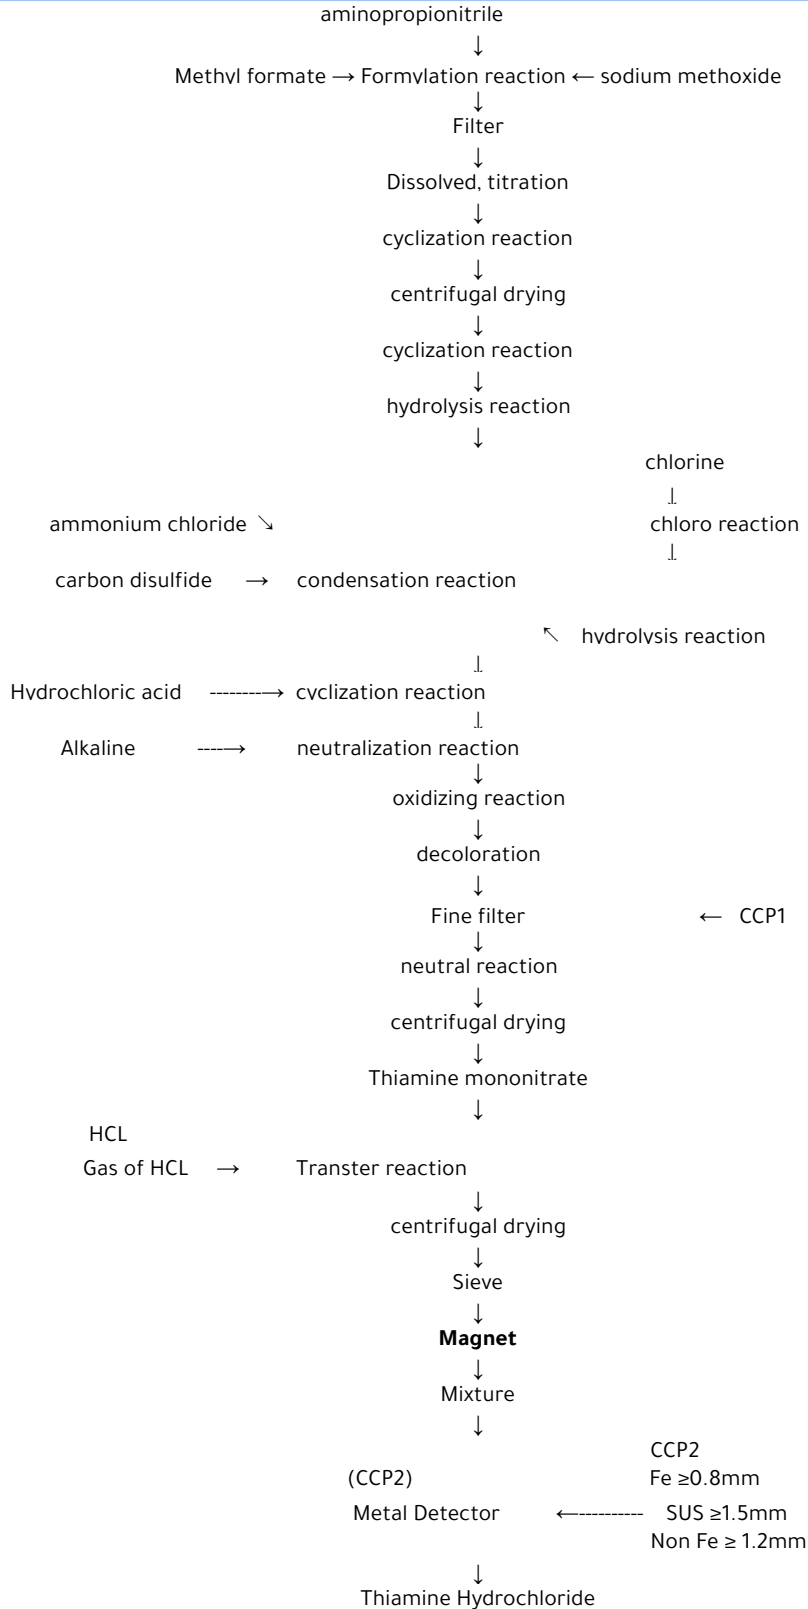 aminopropionitrile
↓
Methyl formate → Formylation reaction ← sodium methoxide
↓
Filter
↓
Dissolved, titration
↓
cyclization reaction
↓
centrifugal drying
↓
cyclization reaction
↓
hydrolysis reaction
↓
chlorine
↓
ammonium chloride ↘ chloro reaction
↓
carbon disulfide → condensation reaction
↖ hydrolysis reaction
↓
Hydrochloric acid --------→ cyclization reaction
↓
Alkaline ----→ neutralization reaction
↓
oxidizing reaction
↓
decoloration
↓
Fine filter ← CCP1
↓
neutral reaction
↓
centrifugal drying
↓
Thiamine mononitrate
↓
HCL
Gas of HCL → Transter reaction
↓
centrifugal drying
↓
Sieve
↓
Magnet
↓
Mixture
↓
CCP2
(CCP2) Fe ≥0.8mm
Metal Detector ←---------- SUS ≥1.5mm
Non Fe ≥ 1.2mm
↓
Thiamine Hydrochloride